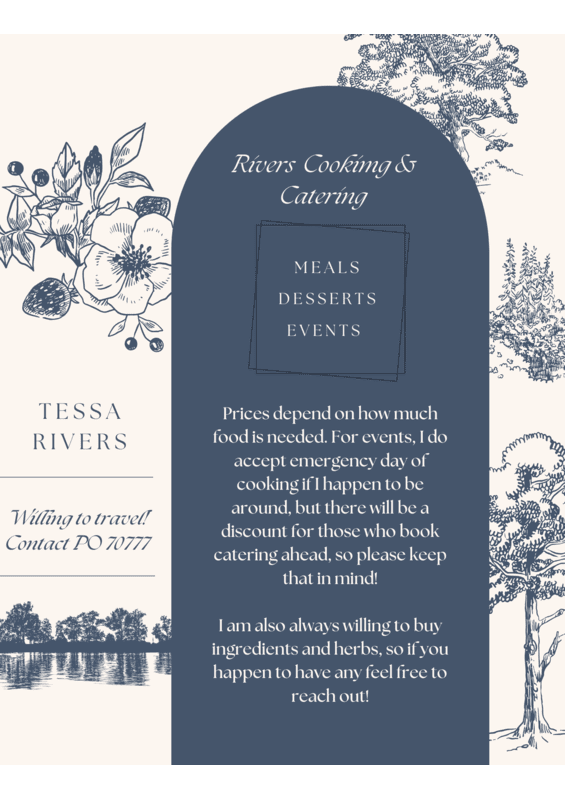 Rivers Cooking &
Catering
MEALS
DESSERTS
EVENTS
TESSA
RIVERS
Willing to travel!
Contact PO 70777
Prices depend on how much
food is needed. For events, I do
accept emergency day of
cooking if I happen to be
around, but there will be a
discount for those who book
catering ahead, so please keep
that in mind!
I am also always willing to buy
ingredients and herbs, so if you
happen to have any feel free to
reach out!